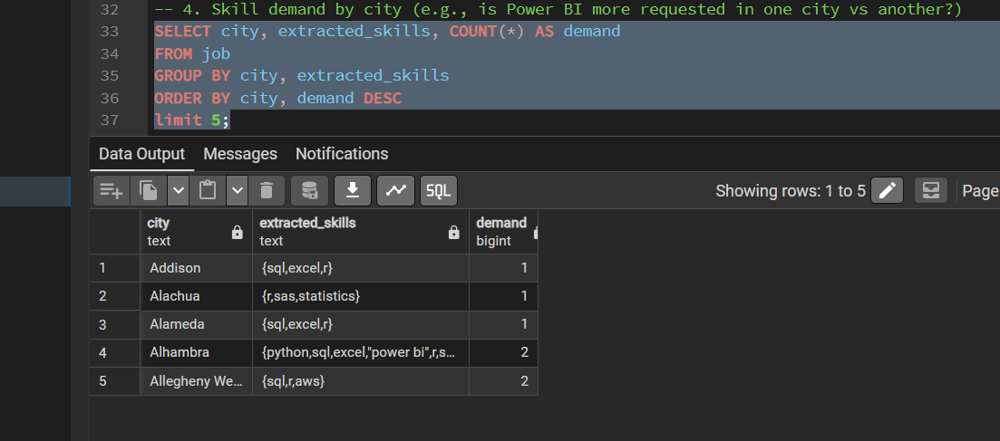 32 -- 4. Skill demand by city (e.g., is Power BI more requested in one city vs another?)
33 SELECT city, extracted_skills, COUNT(*) AS demand
34 FROM job
35 GROUP BY city, extracted_skills
36 ORDER BY city, demand DESC
37 limit 5;
Data Output Messages Notifications
SQL Showing rows: 1 to 5 Page
city extracted_skills demand
text text bigint
1 Addison {sql,excel,r} 1
2 Alachua {r,sas,statistics} 1
3 Alameda {sql,excel,r} 1
4 Alhambra {python,sql,excel,"power bi",r,s... 2
5 Allegheny We... {sql,r,aws} 2